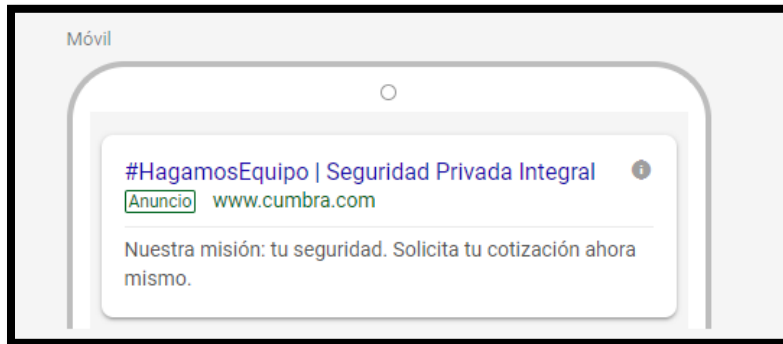 Móvil
#HagamosEquipo | Seguridad Privada Integral
Anuncio www.cumbra.com
Nuestra misión: tu seguridad. Solicita tu cotización ahora
mismo.